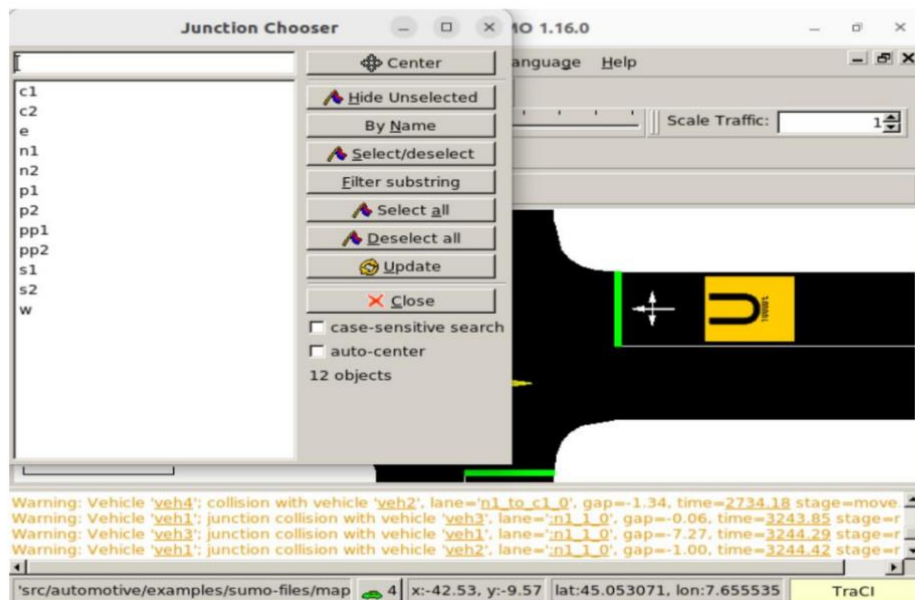 Junction Chooser
MO 1.16.0
Center
anguage Help
c1
c2
e
n1
n2
p1
p2
pp1
pp2
s1
s2
w
Hide Unselected
By Name
Select/deselect
Filter substring
Select all
Deselect all
Update
Close
case-sensitive search
auto-center
12 objects
Scale Traffic: 1
Warning: Vehicle 'veh4'; collision with vehicle 'veh2', lane='n1_to_c1_0', gap=-1.34, time=2734.18 stage=move.
Warning: Vehicle 'veh1'; junction collision with vehicle 'veh3', lane=':n1_1_0', gap=-0.06, time=3243.85 stage=r
Warning: Vehicle 'veh3'; junction collision with vehicle 'veh1', lane=':n1_1_0', gap=-7.27, time=3244.29 stage=r
Warning: Vehicle 'veh1'; junction collision with vehicle 'veh2', lane=':n1_1_0', gap=-1.00, time=3244.42 stage=r
'src/automotive/examples/sumo-files/map 4 x:-42.53, y:-9.57 lat:45.053071, lon:7.655535 TraCI